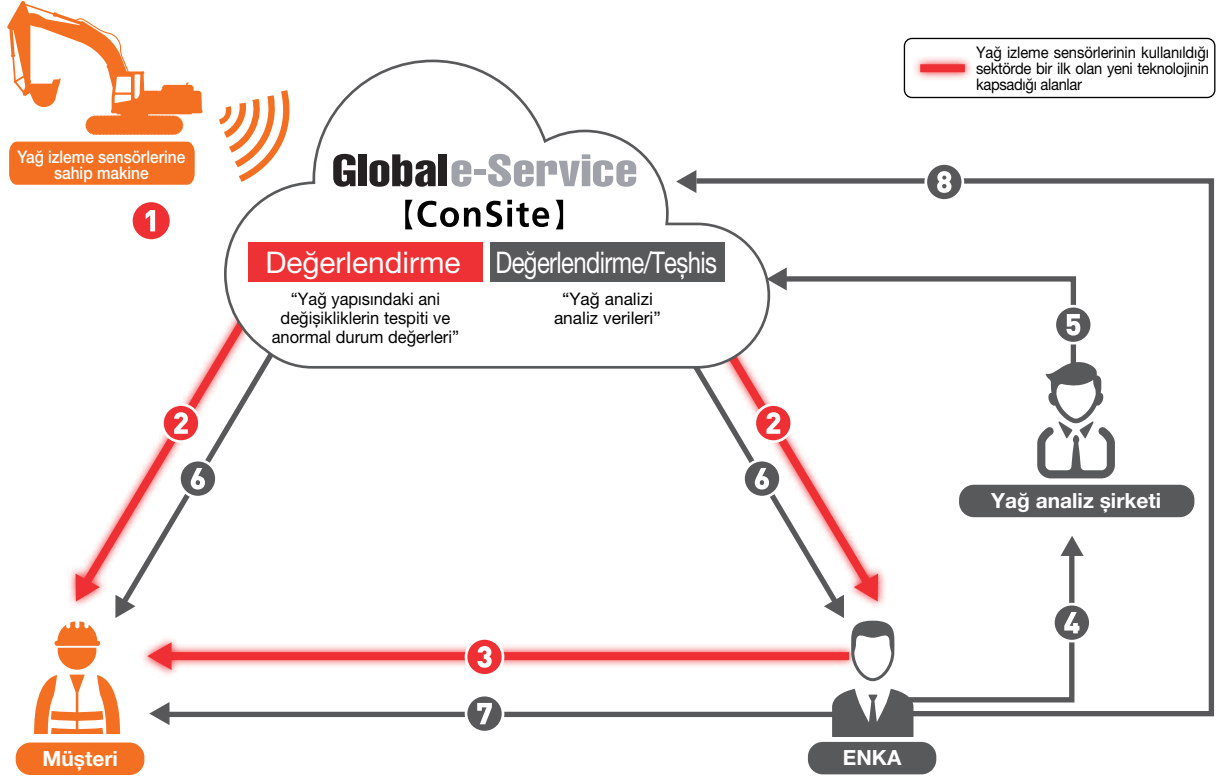 Yağ izleme sensörlerinin kullanıldığı
sektörde bir ilk olan yeni teknolojinin
kapsadığı alanlar
Yağ izleme sensörlerine
sahip makine
1
Global e-Service
【ConSite】
Değerlendirme
Değerlendirme/Teşhis
“Yağ yapısındaki ani
değişikliklerin tespiti ve
anormal durum değerleri”
“Yağ analizi
analiz verileri”
8
5
2
2
6
6
Yağ analiz şirketi
4
3
7
Müşteri
ENKA